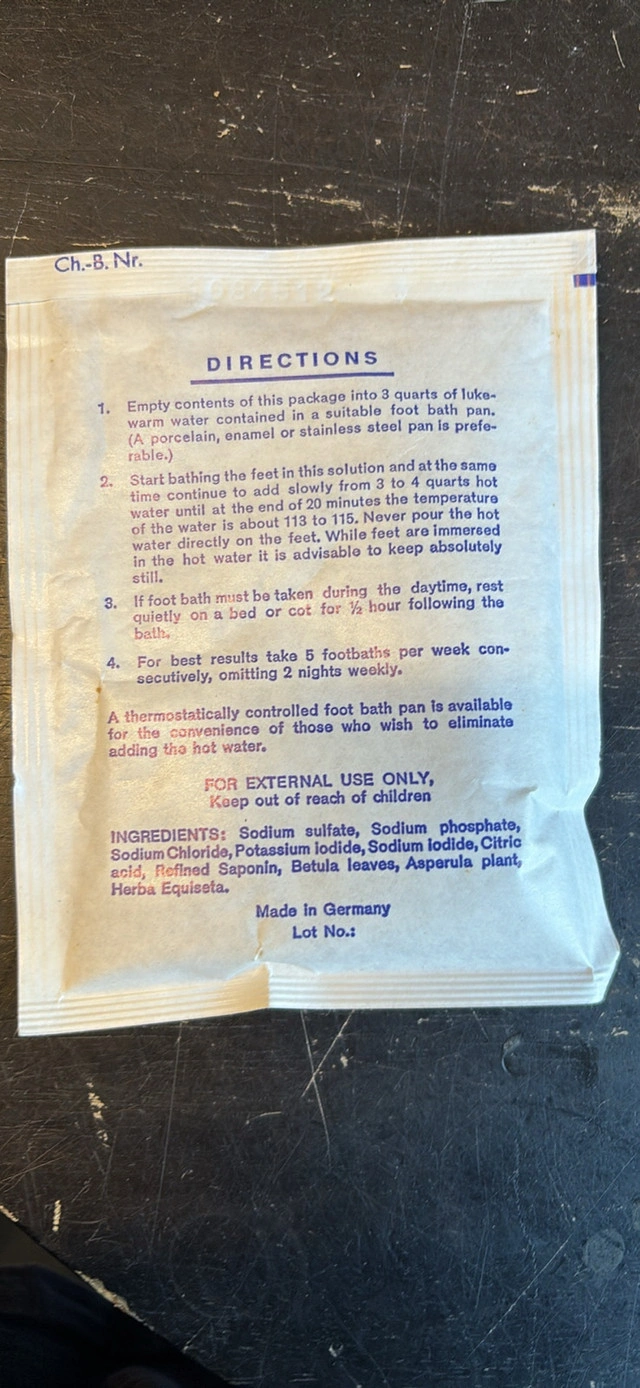 Ch.-B. Nr.
DIRECTIONS
1. Empty contents of this package into 3 quarts of luke-
warm water contained in a suitable foot bath pan.
(A porcelain, enamel or stainless steel pan is prefe-
rable.)
2. Start bathing the feet in this solution and at the same
time continue to add slowly from 3 to 4 quarts hot
water until at the end of 20 minutes the temperature
of the water is about 113 to 115. Never pour the hot
water directly on the feet. While feet are immersed
in the hot water it is advisable to keep absolutely
still.
3. If foot bath must be taken during the daytime, rest
quietly on a bed or cot for ½ hour following the
bath.
4. For best results take 5 footbaths per week con-
secutively, omitting 2 nights weekly.
A thermostatically controlled foot bath pan is available
for the convenience of those who wish to eliminate
adding the hot water.
FOR EXTERNAL USE ONLY,
Keep out of reach of children
INGREDIENTS: Sodium sulfate, Sodium phosphate,
Sodium Chloride, Potassium iodide, Sodium iodide, Citric
acid, Refined Saponin, Betula leaves, Asperula plant,
Herba Equiseta.
Made in Germany
Lot No.: